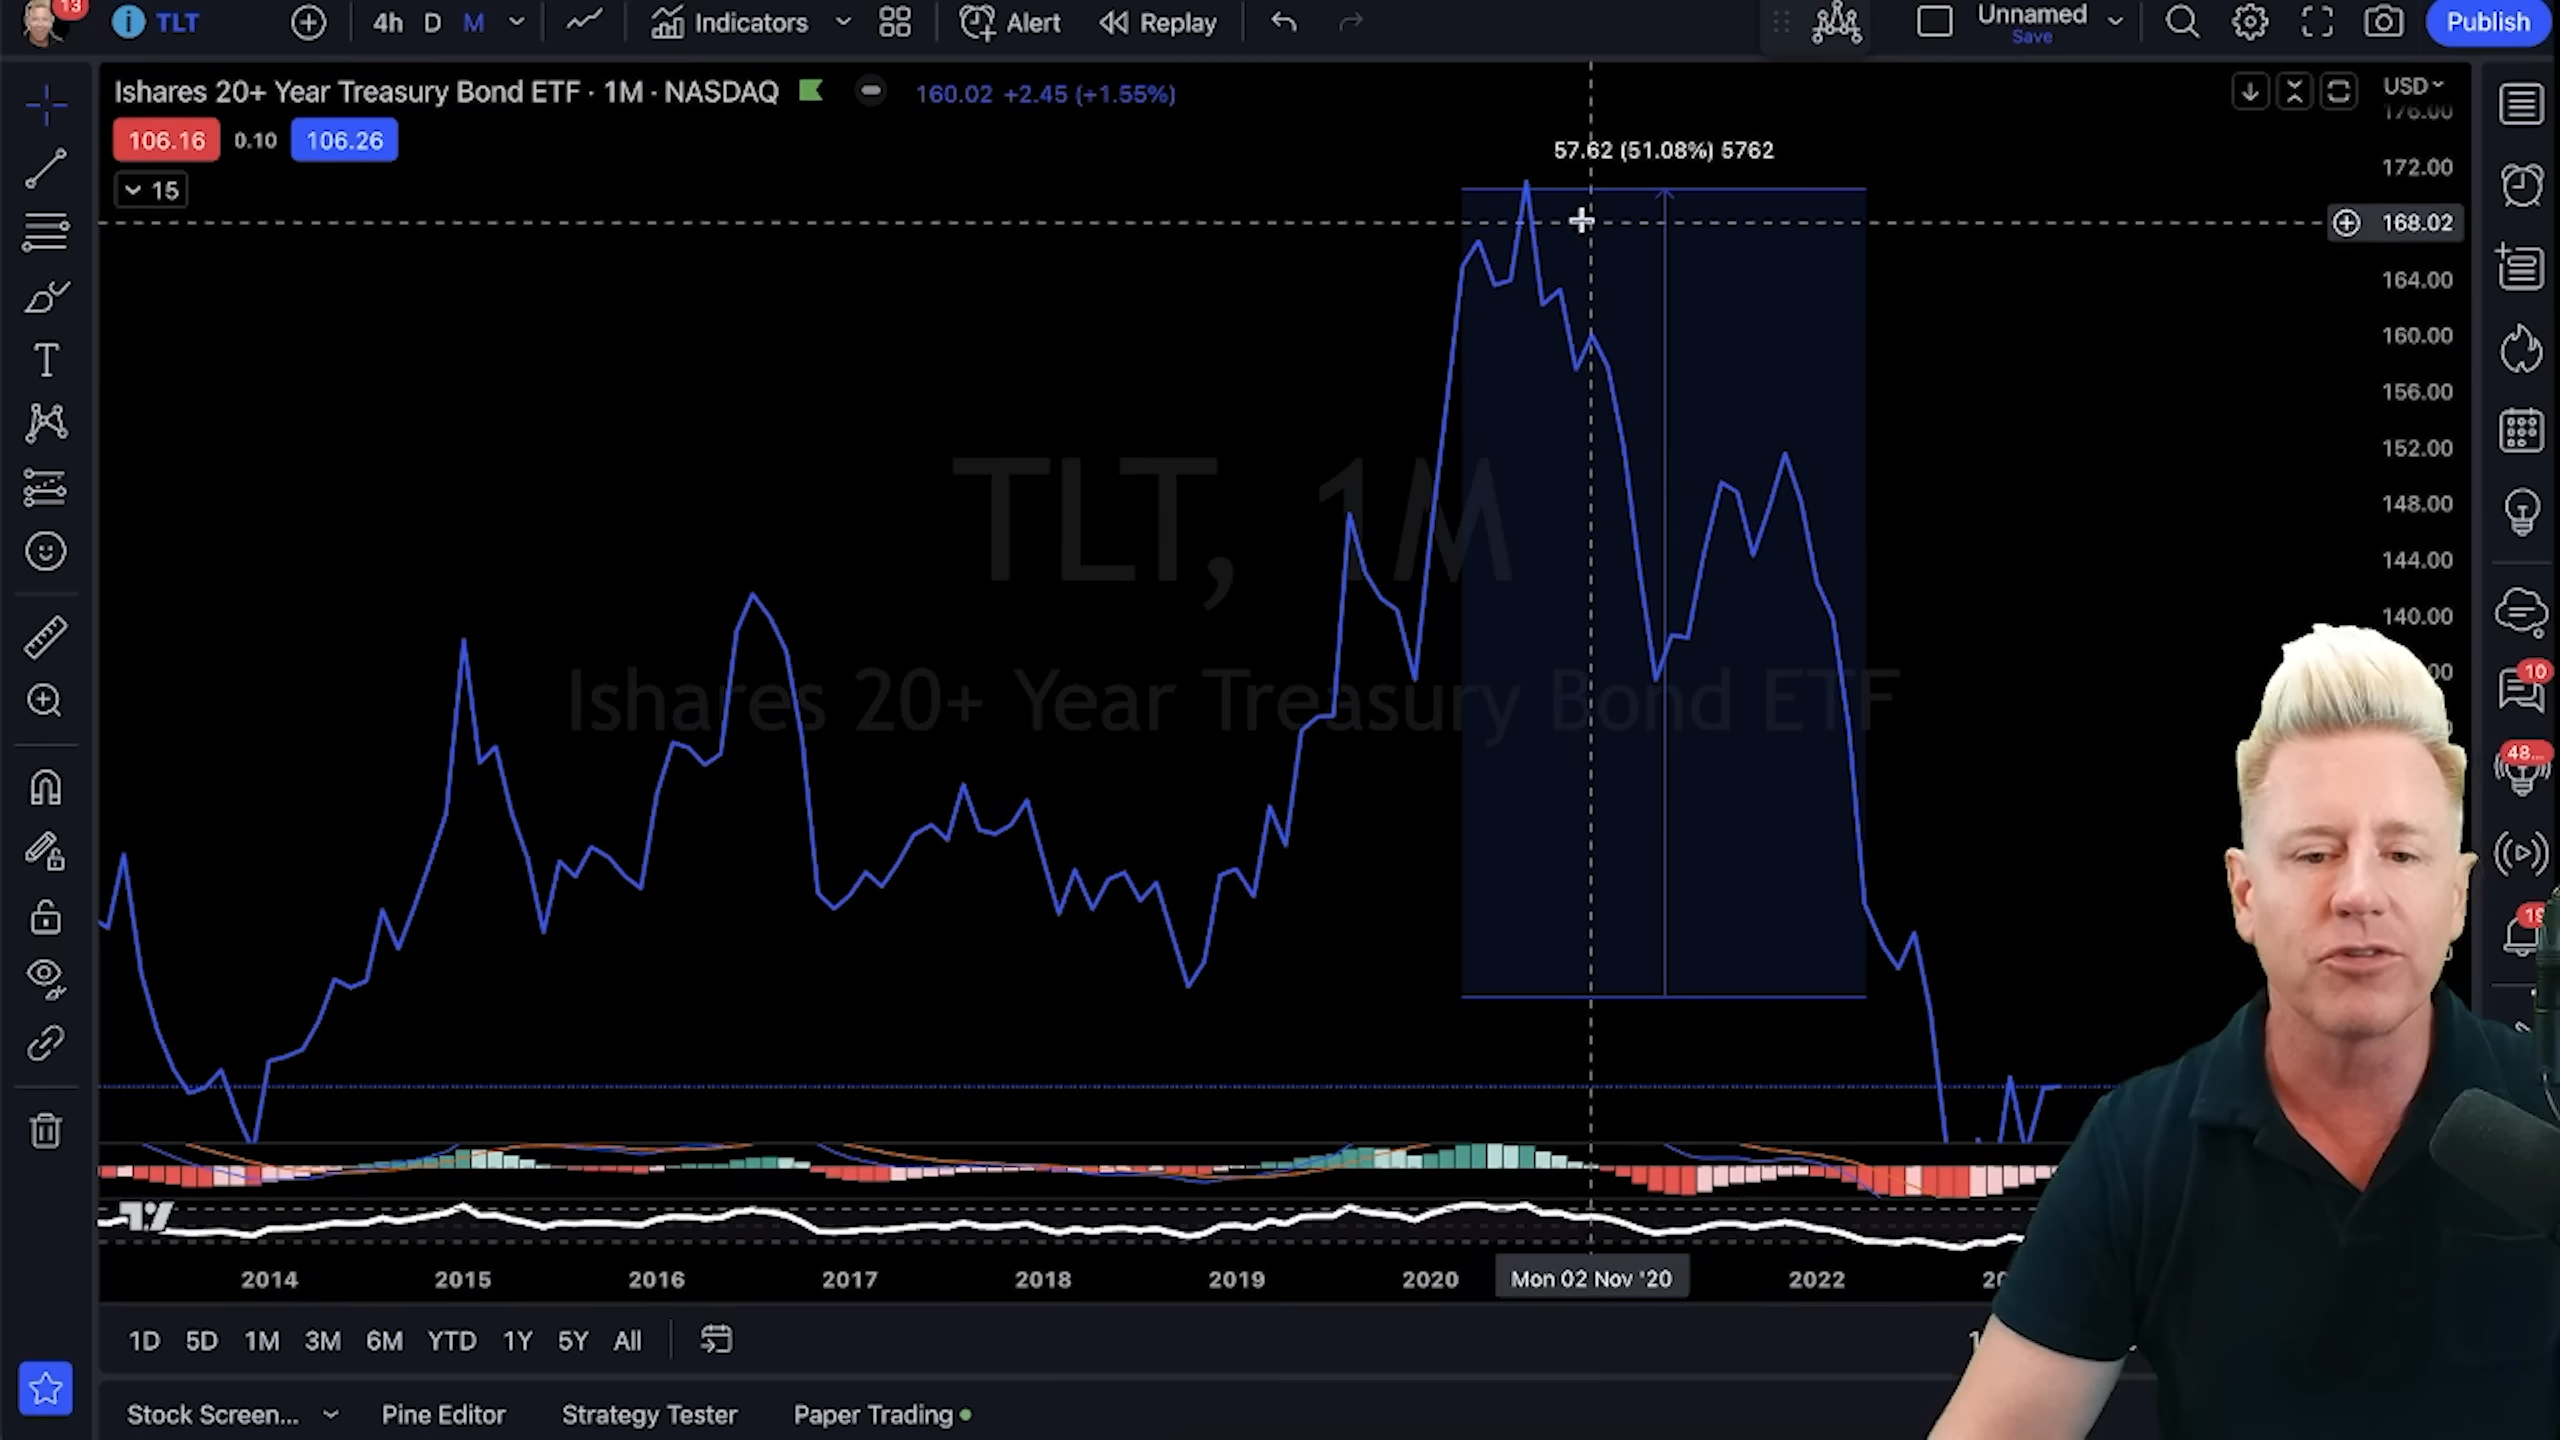 13
TLT
4h D M
Indicators
Alert
Replay
Unnamed
Save
Publish
Ishares 20+ Year Treasury Bond ETF · 1M · NASDAQ
160.02 +2.45 (+1.55%)
USD
176.00
106.16
0.10
106.26
57.62 (51.08%) 5762
172.00
15
168.02
164.00
160.00
156.00
152.00
148.00
144.00
140.00
TLT, 1M
Ishares 20+ Year Treasury Bond ETF
10
48...
2014
2015
2016
2017
2018
2019
2020
Mon 02 Nov '20
2022
1D 5D 1M 3M 6M YTD 1Y 5Y All
Stock Screen...
Pine Editor
Strategy Tester
Paper Trading